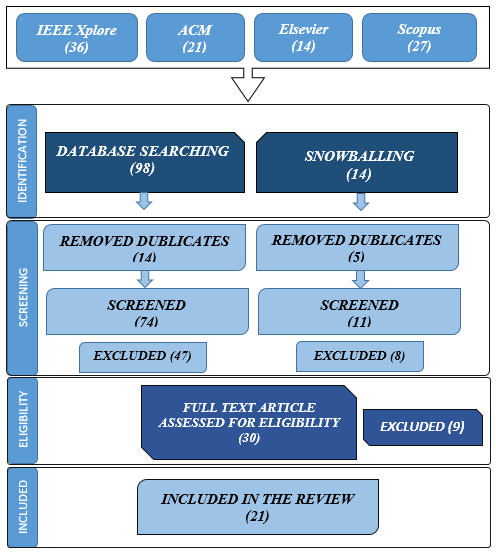 IEEE Xplore
(36)
ACM
(21)
Elsevier
(14)
Scopus
(27)
IDENTIFICATION
DATABASE SEARCHING
(98)
SNOWBALLING
(14)
SCREENING
REMOVED DUBLICATES
(14)
REMOVED DUBLICATES
(5)
SCREENED
(74)
SCREENED
(11)
EXCLUDED (47)
EXCLUDED (8)
ELIGIBILITY
FULL TEXT ARTICLE
ASSESSED FOR ELIGIBILITY
(30)
EXCLUDED (9)
INCLUDED
INCLUDED IN THE REVIEW
(21)